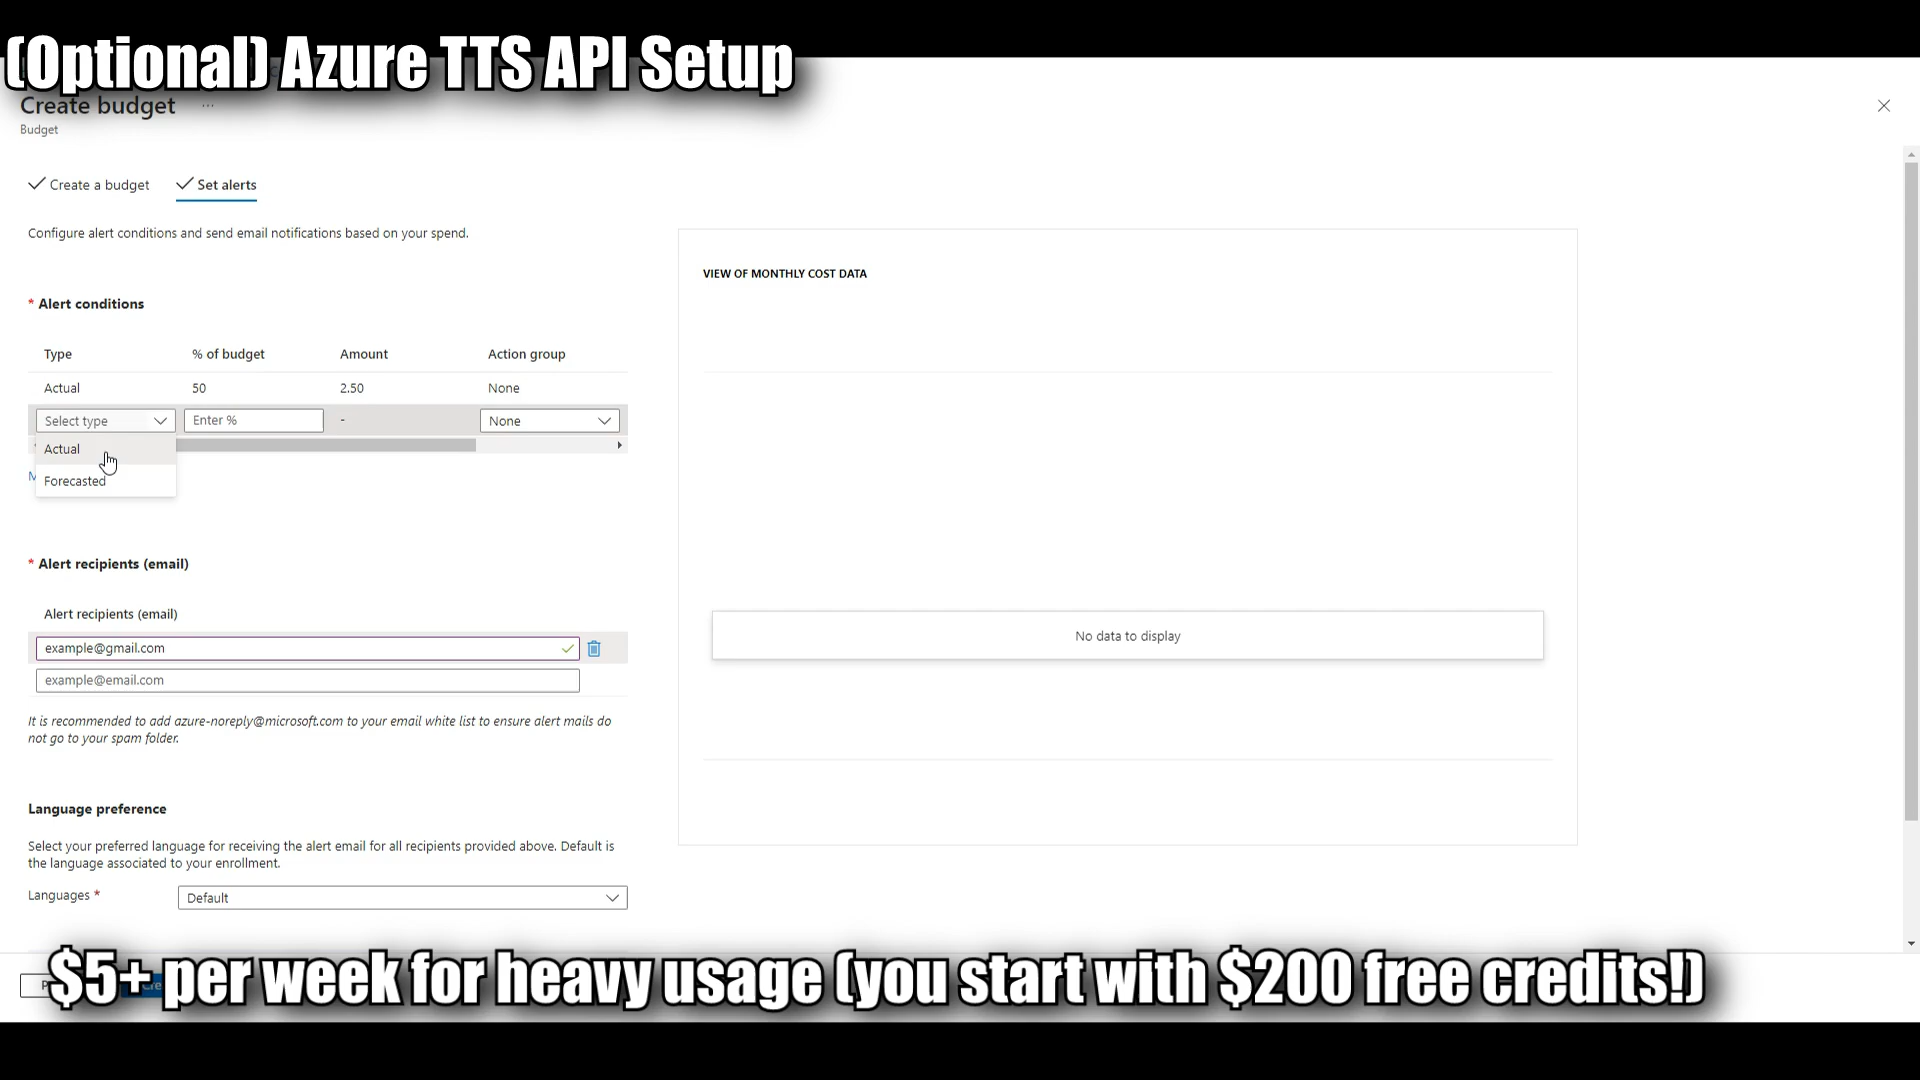 (Optional) Azure TTS API Setup
Create budget ...
Budget
Create a budget Set alerts
Configure alert conditions and send email notifications based on your spend.
* Alert conditions
Type % of budget Amount Action group
Actual 50 2.50 None
Select type Enter % - None
Actual
Forecasted
* Alert recipients (email)
Alert recipients (email)
example@gmail.com
example@email.com
It is recommended to add azure-noreply@microsoft.com to your email white list to ensure alert mails do
not go to your spam folder.
Language preference
Select your preferred language for receiving the alert email for all recipients provided above. Default is
the language associated to your enrollment.
Languages * Default
VIEW OF MONTHLY COST DATA
No data to display
$5+ per week for heavy usage (you start with $200 free credits!)